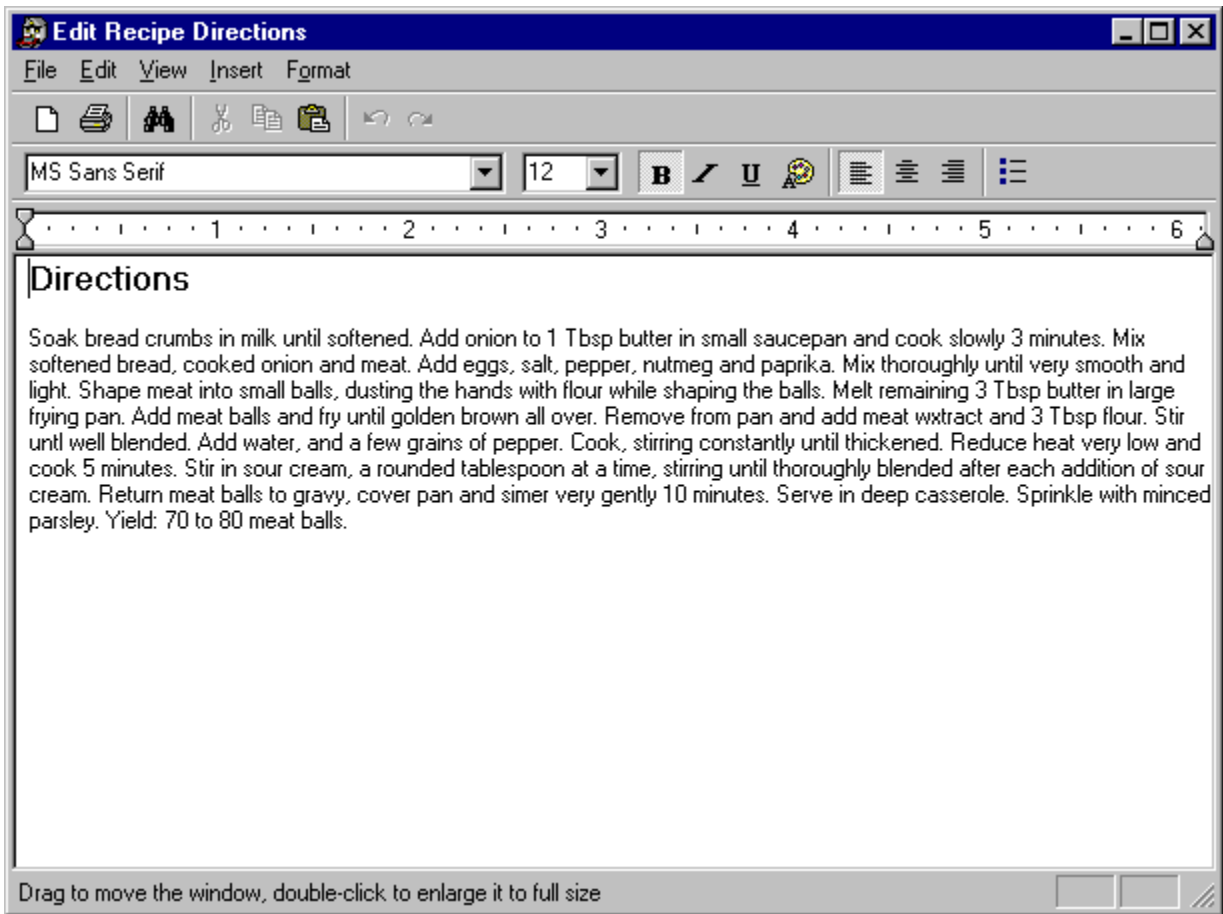 Edit Recipe Directions
File Edit View Insert Format
MS Sans Serif 12 B I U A
1 2 3 4 5 6
Directions
Soak bread crumbs in milk until softened. Add onion to 1 Tbsp butter in small saucepan and cook slowly 3 minutes. Mix
softened bread, cooked onion and meat. Add eggs, salt, pepper, nutmeg and paprika. Mix thoroughly until very smooth and
light. Shape meat into small balls, dusting the hands with flour while shaping the balls. Melt remaining 3 Tbsp butter in large
frying pan. Add meat balls and fry until golden brown all over. Remove from pan and add meat wxtract and 3 Tbsp flour. Stir
untl well blended. Add water, and a few grains of pepper. Cook, stirring constantly until thickened. Reduce heat very low and
cook 5 minutes. Stir in sour cream, a rounded tablespoon at a time, stirring until thoroughly blended after each addition of sour
cream. Return meat balls to gravy, cover pan and simer very gently 10 minutes. Serve in deep casserole. Sprinkle with minced
parsley. Yield: 70 to 80 meat balls.
Drag to move the window, double-click to enlarge it to full size